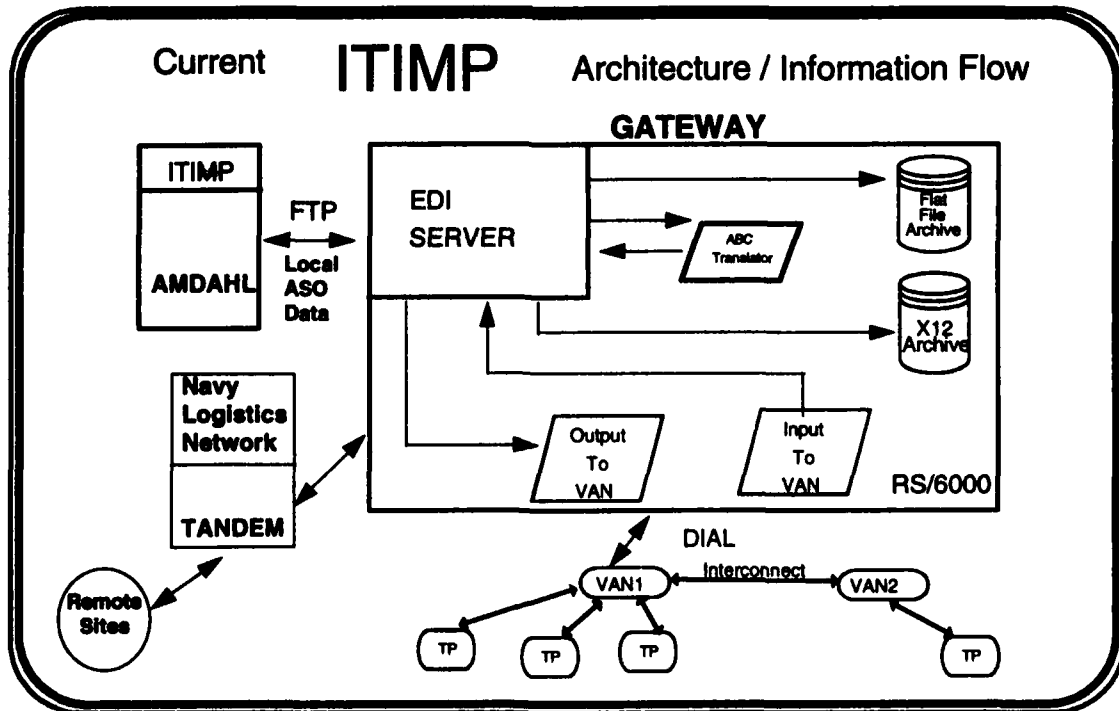 Current ITIMP Architecture / Information Flow
GATEWAY
ITIMP
AMDAHL
FTP
Local
ASO
Data
EDI
SERVER
ABC
Translator
Flat
File
Archive
X12
Archive
Navy
Logistics
Network
TANDEM
Output
To
VAN
Input
To
VAN
RS/6000
DIAL
VAN1
Interconnect
VAN2
Remote
Sites
TP
TP
TP
TP